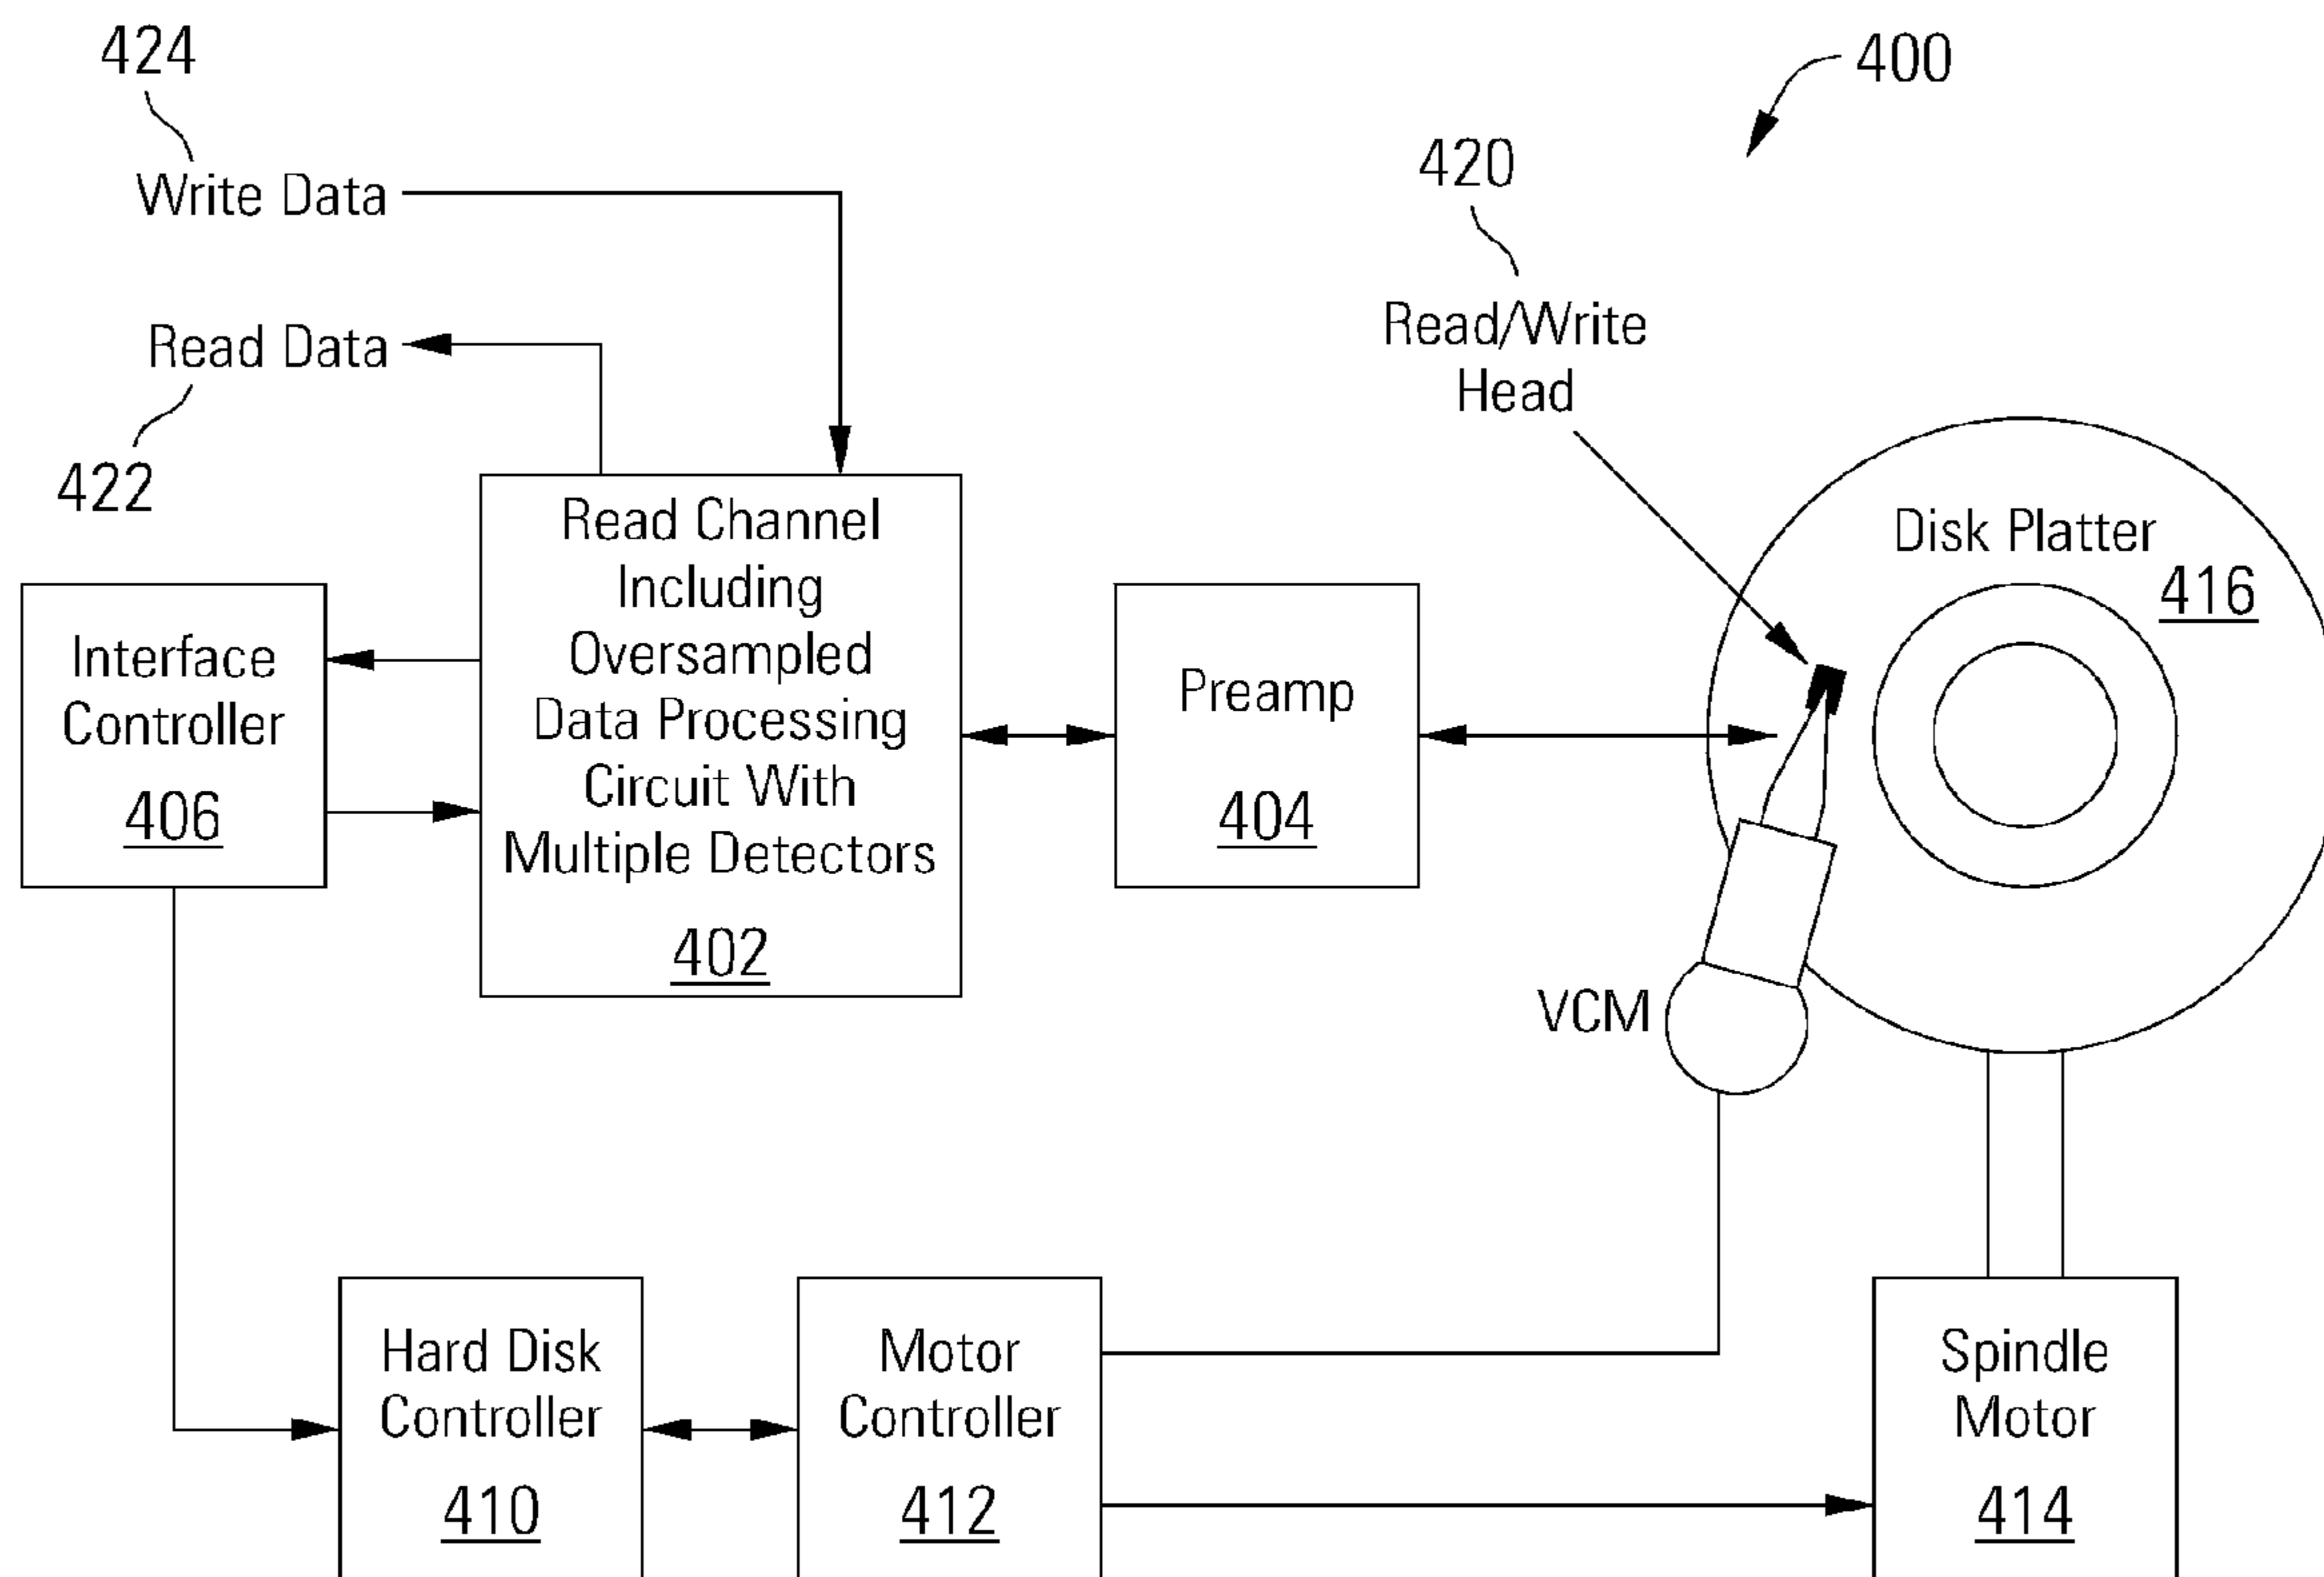 424
400
Write Data
420
Read/Write
Head
Read Data
422
Read Channel
Including
Oversampled
Data Processing
Circuit With
Multiple Detectors
402
Disk Platter
416
Interface
Controller
406
Preamp
404
VCM
Hard Disk
Controller
410
Motor
Controller
412
Spindle
Motor
414